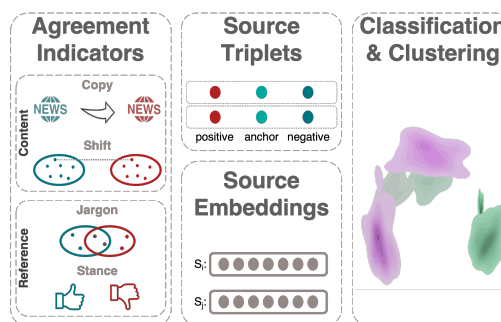 Agreement
Indicators
Content
Copy
NEWS
NEWS
Shift
Reference
Jargon
Stance
Source
Triplets
positive
anchor
negative
Source
Embeddings
Si:
Sj:
Classification
& Clustering